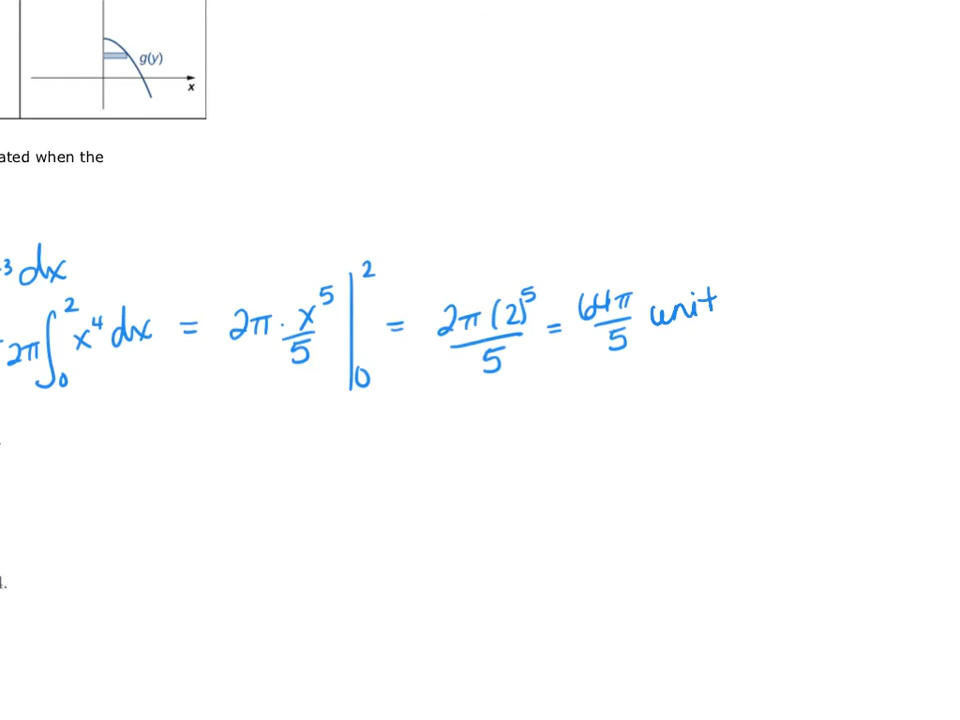 g(y)
x
ated when the
3 dx
2π ∫₀² x⁴ dx = 2π · x⁵/5 |₀² = 2π(2)⁵/5 = 64π/5 unit